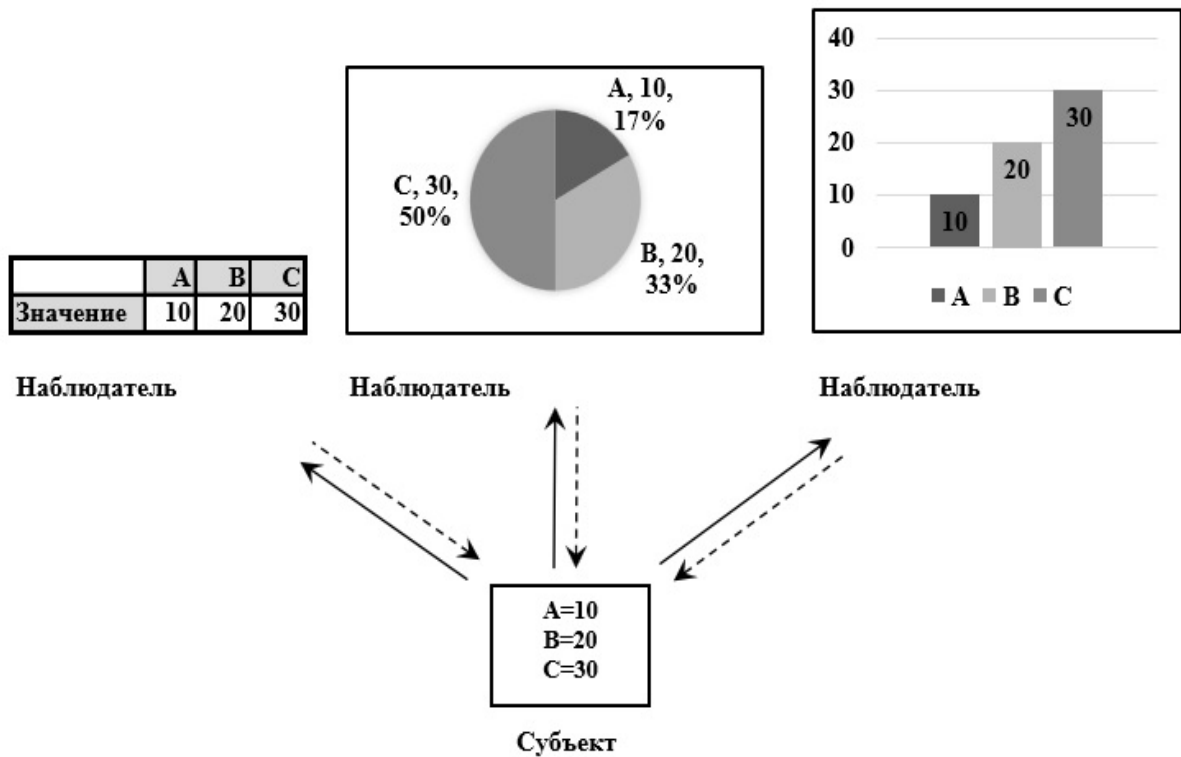 A B C
Значение 10 20 30
Наблюдатель
A, 10,
17%
C, 30,
50%
B, 20,
33%
Наблюдатель
40
30
20
10
0
10
20
30
A B C
Наблюдатель
A=10
B=20
C=30
Субъект